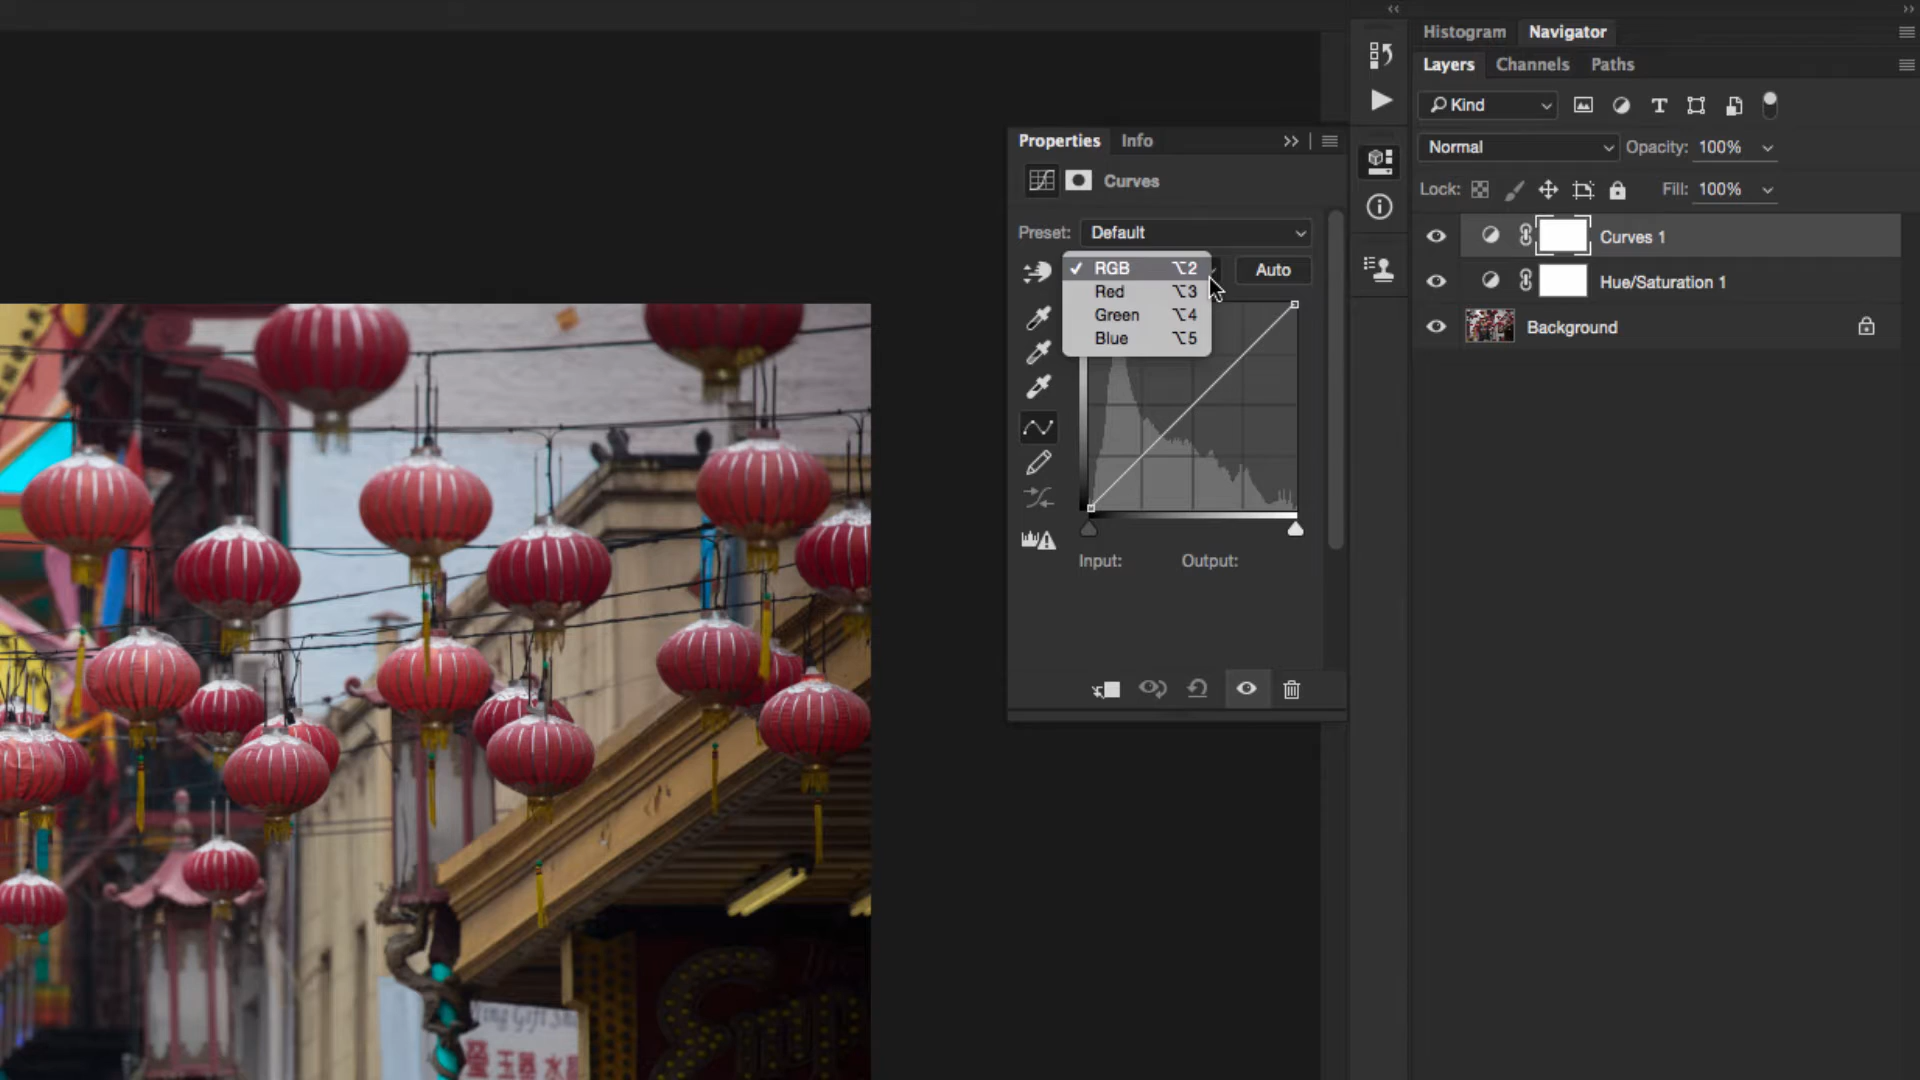 Histogram Navigator
Layers Channels Paths
Kind
Normal Opacity: 100%
Lock: Fill: 100%
Curves 1
Hue/Saturation 1
Background
Properties Info
Curves
Preset: Default
✓ RGB ⌥2
Red ⌥3
Green ⌥4
Blue ⌥5
Auto
Input: Output: